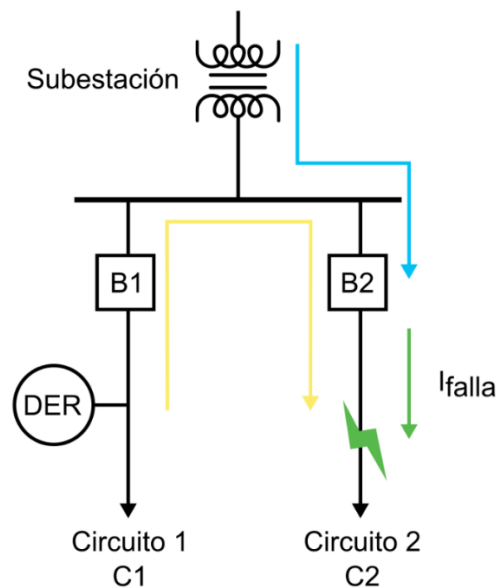 Subestación
B1
B2
DER
Ifalla
Circuito 1
C1
Circuito 2
C2